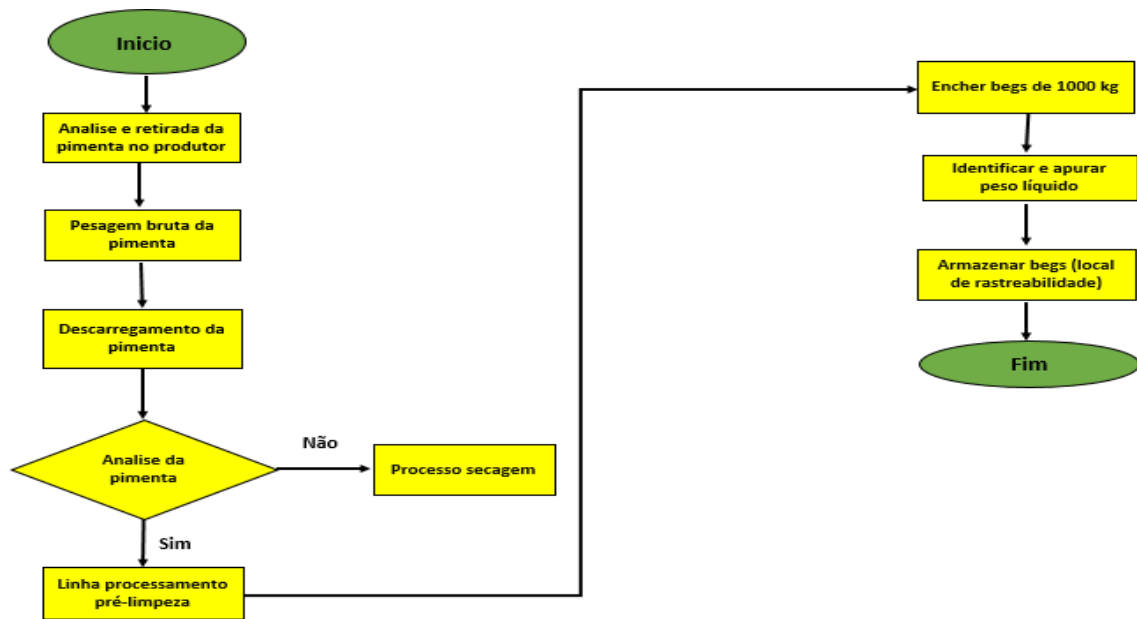 Inicio
Analise e retirada da
pimenta no produtor
Pesagem bruta da
pimenta
Descarregamento da
pimenta
Analise da
pimenta
Não
Processo secagem
Sim
Linha processamento
pré-limpeza
Encher begs de 1000 kg
Identificar e apurar
peso líquido
Armazenar begs (local
de rastreabilidade)
Fim